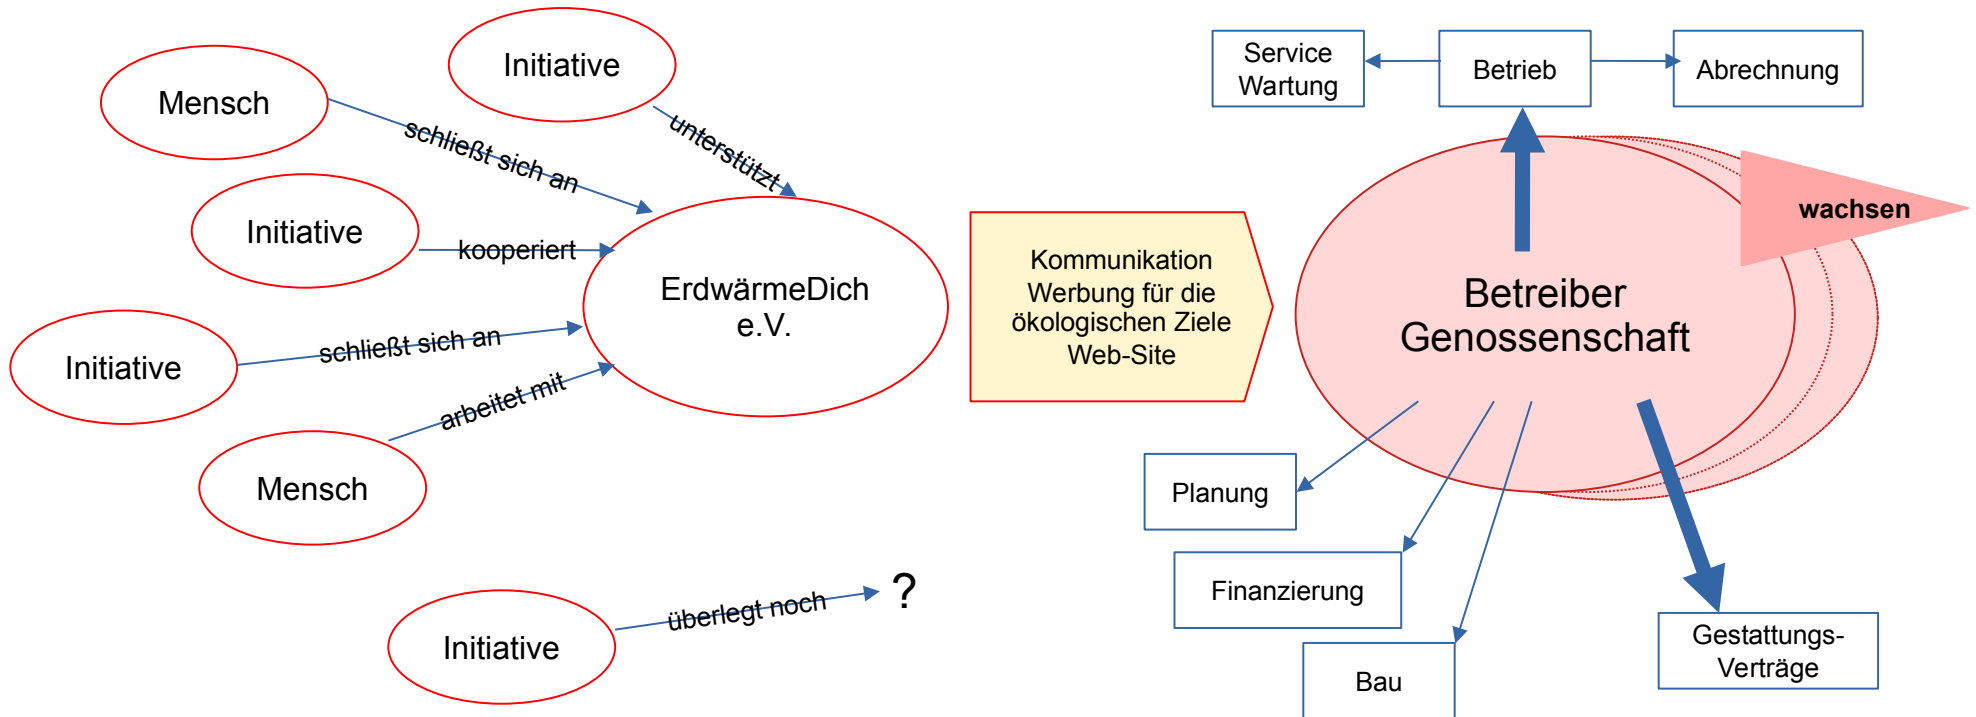 Mensch
schließt sich an
Initiative
unterstützt
Initiative
kooperiert
Initiative
schließt sich an
Mensch
arbeitet mit
ErdwärmeDich
e.V.
Initiative
überlegt noch
?
Kommunikation
Werbung für die
ökologischen Ziele
Web-Site
Service
Wartung
Betrieb
Abrechnung
wachsen
Betreiber
Genossenschaft
Planung
Finanzierung
Bau
Gestattungs-
Verträge